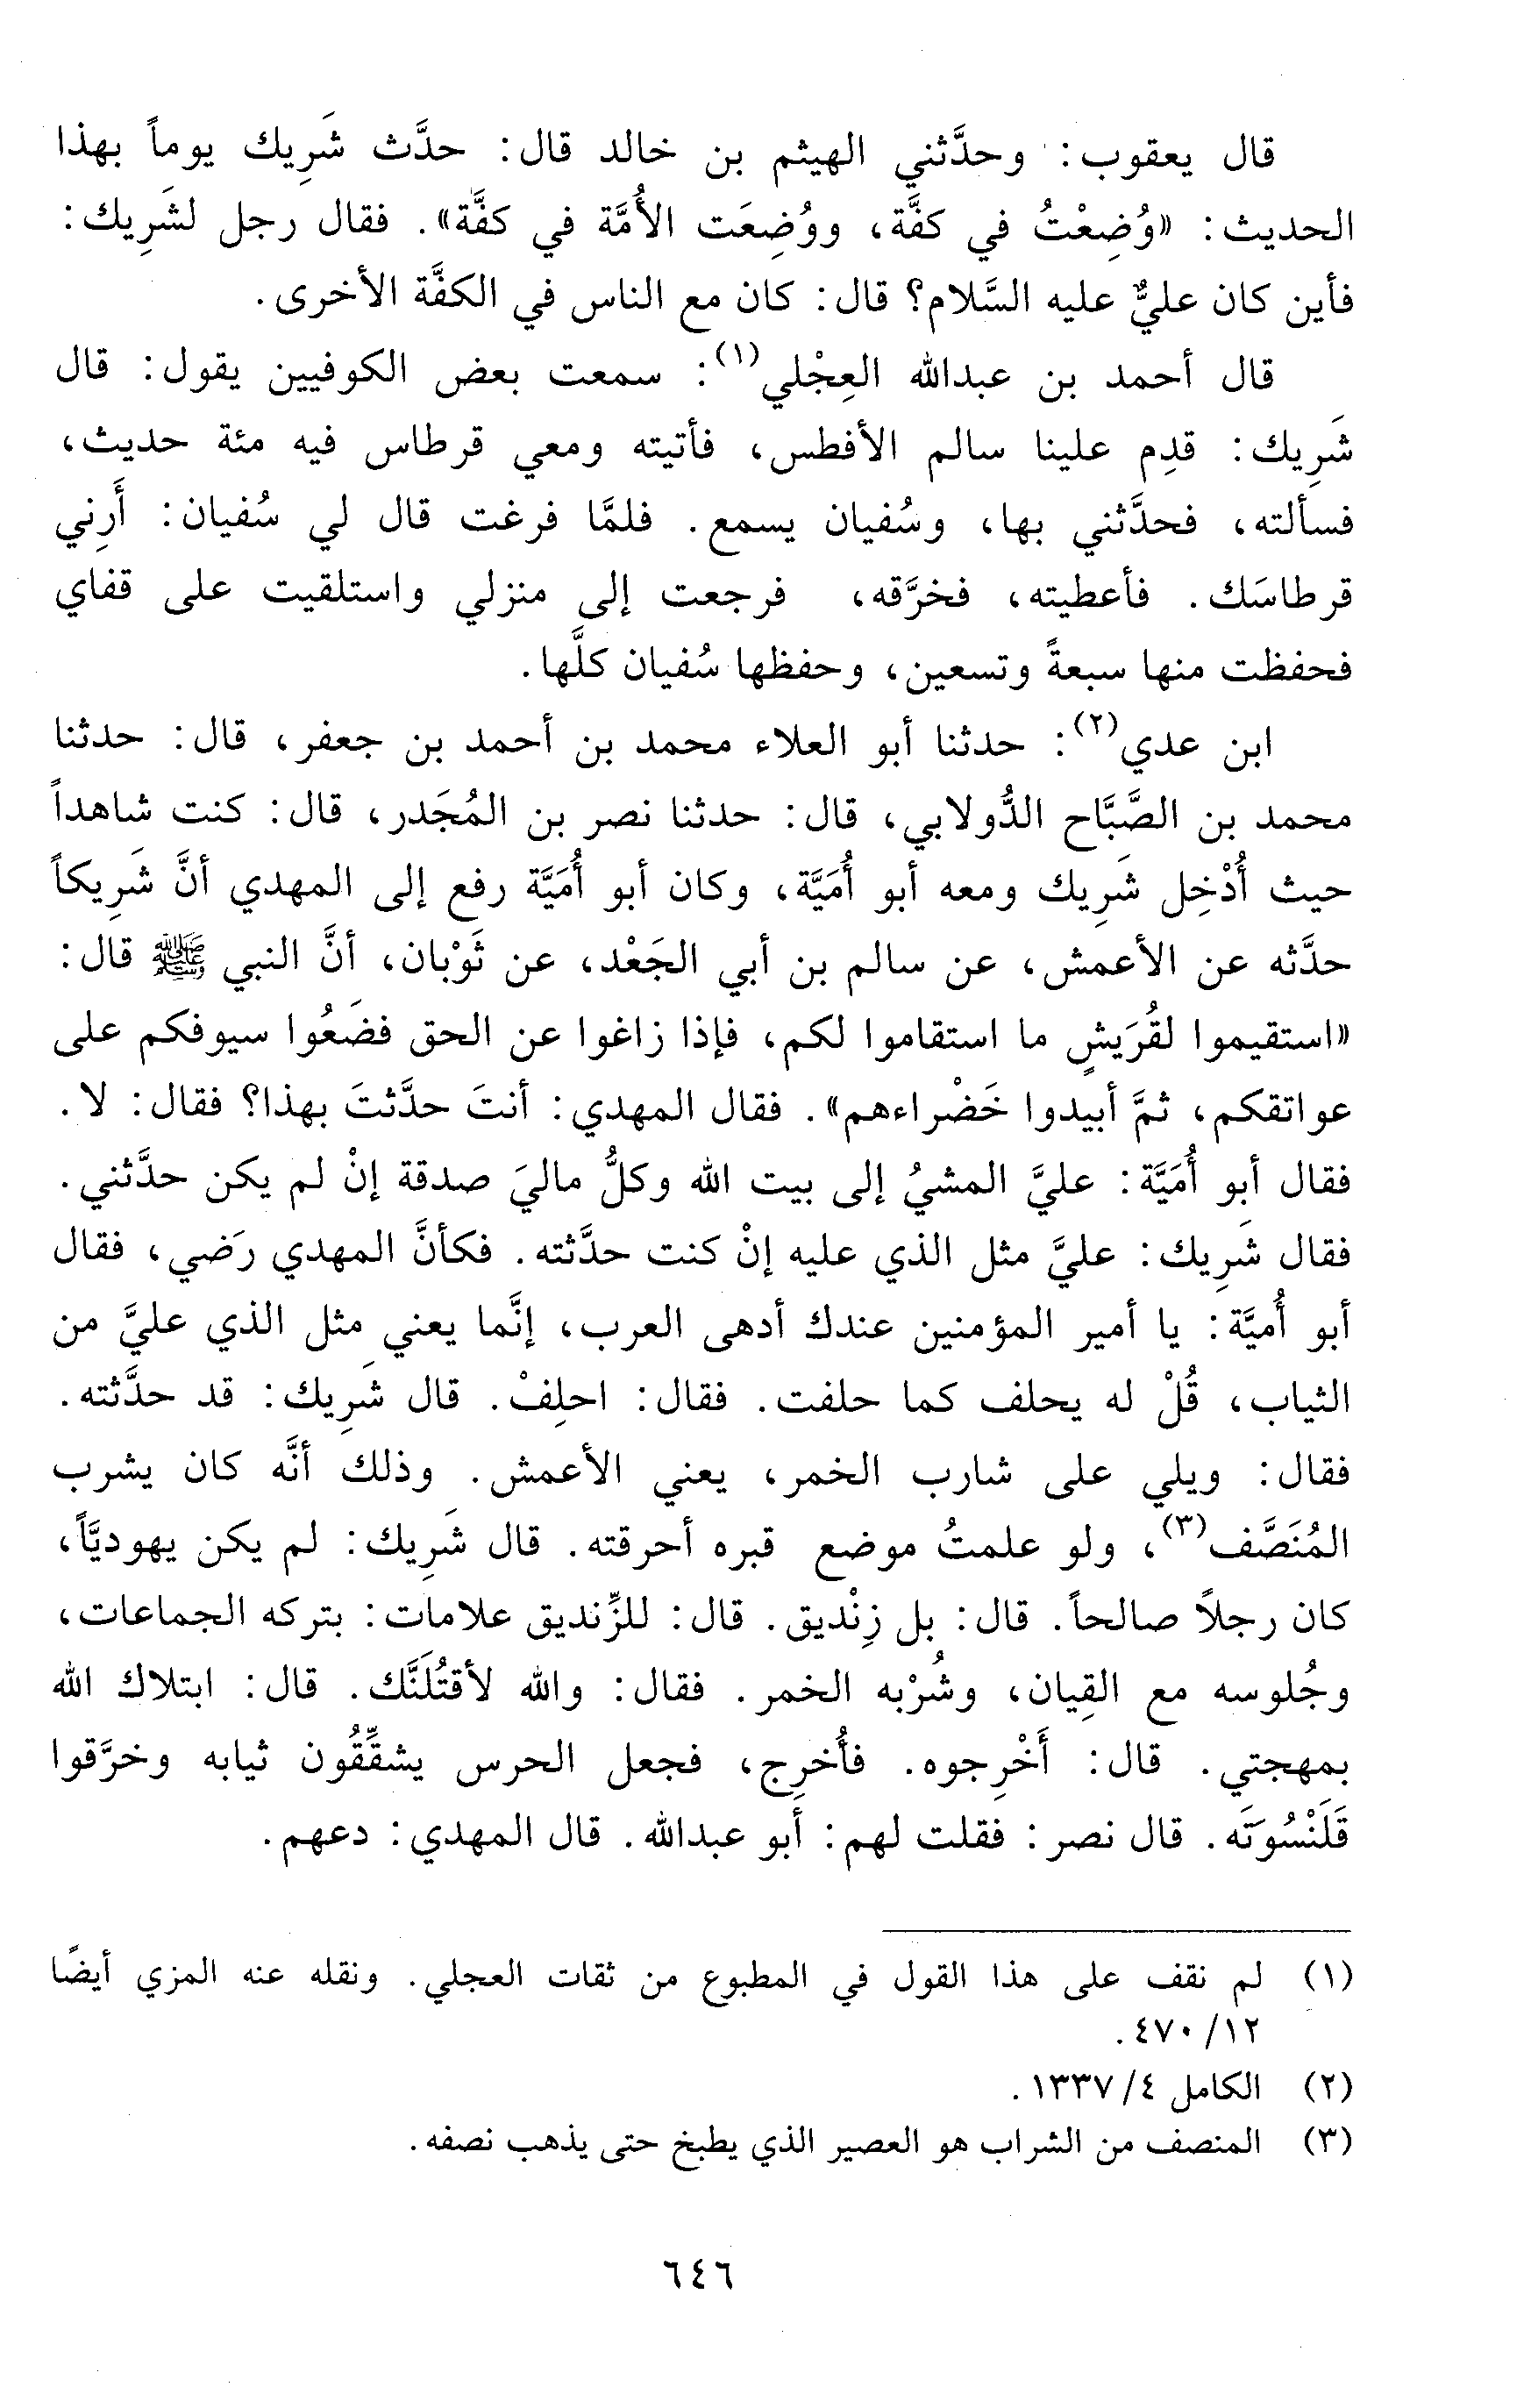 قال يعقوب: وحدَّثني الهيثم بن خالد قال: حدَّث شَرِيك يوماً بهذا
الحديث: «وُضِعْتُ في كفَّة، ووُضِعَت الأُمَّة في كفَّة». فقال رجل لشَرِيك:
فأين كان عليٌّ عليه السَّلام؟ قال: كان مع الناس في الكفَّة الأخرى.
قال أحمد بن عبدالله العِجْلي(١): سمعت بعض الكوفيين يقول: قال
شَرِيك: قدِم علينا سالم الأفطس، فأتيته ومعي قرطاس فيه مئة حديث،
فسألته، فحدَّثني بها، وسُفيان يسمع. فلمَّا فرغت قال لي سُفيان: أَرِني
قرطاسَك. فأعطيته، فخرَّقه، فرجعت إلى منزلي واستلقيت على قفاي
فحفظت منها سبعةً وتسعين، وحفظها سُفيان كلَّها.
ابن عدي(٢): حدثنا أبو العلاء محمد بن أحمد بن جعفر، قال: حدثنا
محمد بن الصَّبَّاح الدُّولابي، قال: حدثنا نصر بن المُجَدر، قال: كنت شاهداً
حيث أُدْخِل شَرِيك ومعه أبو أُمَيَّة، وكان أبو أُمَيَّة رفع إلى المهدي أنَّ شَرِيكاً
حدَّثه عن الأعمش، عن سالم بن أبي الجَعْد، عن ثَوْبان، أنَّ النبي ﷺ قال:
«استقيموا لقُرَيشٍ ما استقاموا لكم، فإذا زاغوا عن الحق فضَعُوا سيوفكم على
عواتقكم، ثمَّ أبيدوا خَضْراءهم». فقال المهدي: أنتَ حدَّثتَ بهذا؟ فقال: لا.
فقال أبو أُمَيَّة: عليَّ المشيُ إلى بيت الله وكلُّ ماليَ صدقة إنْ لم يكن حدَّثني.
فقال شَرِيك: عليَّ مثل الذي عليه إنْ كنت حدَّثته. فكأنَّ المهدي رَضي، فقال
أبو أُميَّة: يا أمير المؤمنين عندك أدهى العرب، إنَّما يعني مثل الذي عليَّ من
الثياب، قُلْ له يحلف كما حلفت. فقال: احلِفْ. قال شَرِيك: قد حدَّثته.
فقال: ويلي على شارب الخمر، يعني الأعمش. وذلك أنَّه كان يشرب
المُنَصَّف(٣)، ولو علمتُ موضع قبره أحرقته. قال شَرِيك: لم يكن يهوديَّاً،
كان رجلاً صالحاً. قال: بل زِنْديق. قال: للزِّنديق علامات: بتركه الجماعات،
وجُلوسه مع القِيان، وشُرْبه الخمر. فقال: والله لأقتُلَنَّك. قال: ابتلاك الله
بمهجتي. قال: أَخْرِجوه. فأُخرِج، فجعل الحرس يشقِّقُون ثيابه وخرَّقوا
قَلَنْسُوَتَه. قال نصر: فقلت لهم: أبو عبدالله. قال المهدي: دعهم.
(١) لم نقف على هذا القول في المطبوع من ثقات العجلي. ونقله عنه المزي أيضًا
١٢/ ٤٧٠.
(٢) الكامل ٤/ ١٣٣٧.
(٣) المنصف من الشراب هو العصير الذي يطبخ حتى يذهب نصفه.
٦٤٦